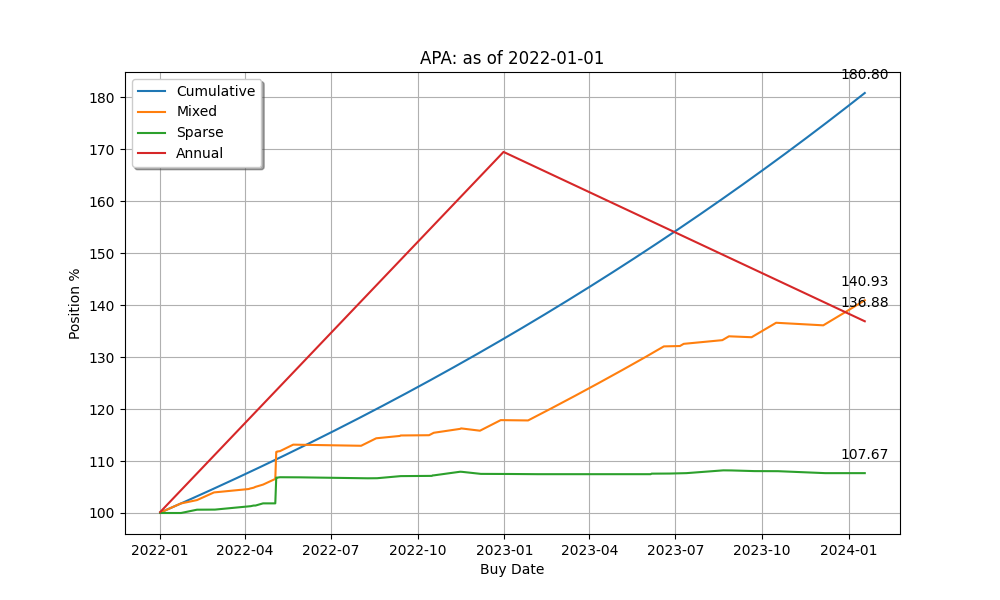 APA: as of 2022-01-01
180.80
Cumulative
Mixed
Sparse
Annual
180
170
160
150
140
130
120
110
100
Position %
140.93
136.88
107.67
2022-01 2022-04 2022-07 2022-10 2023-01 2023-04 2023-07 2023-10 2024-01
Buy Date